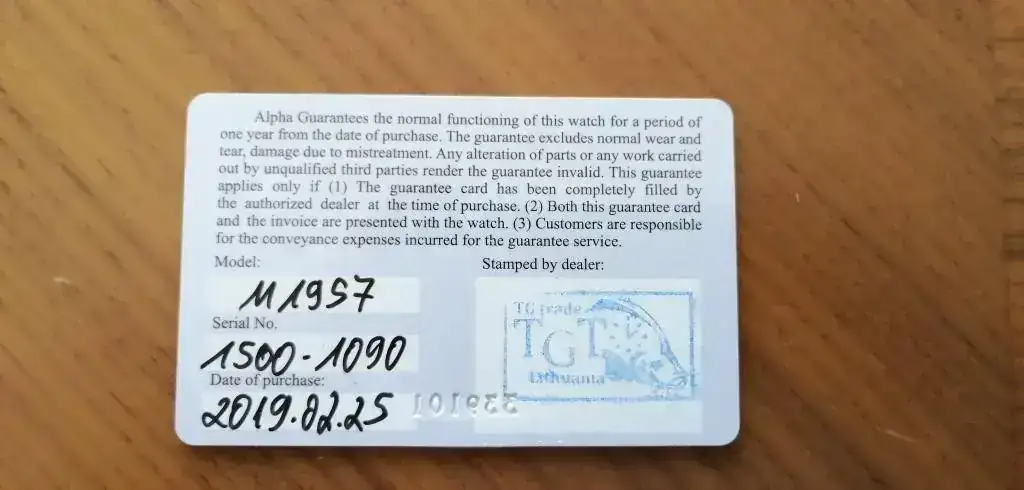 Alpha Guarantees the normal functioning of this watch for a period of
one year from the date of purchase. The guarantee excludes normal wear and
tear, damage due to mistreatment. Any alteration of parts or any work carried
out by unqualified third parties render the guarantee invalid. This guarantee
applies only if (1) The guarantee card has been completely filled by
the authorized dealer at the time of purchase. (2) Both this guarantee card
and the invoice are presented with the watch. (3) Customers are responsible
for the conveyance expenses incurred for the guarantee service.
Model:
M1957
Serial No.
1500-1090
Date of purchase:
2019.02.25
Stamped by dealer:
TG trade
TGT
Lithuania